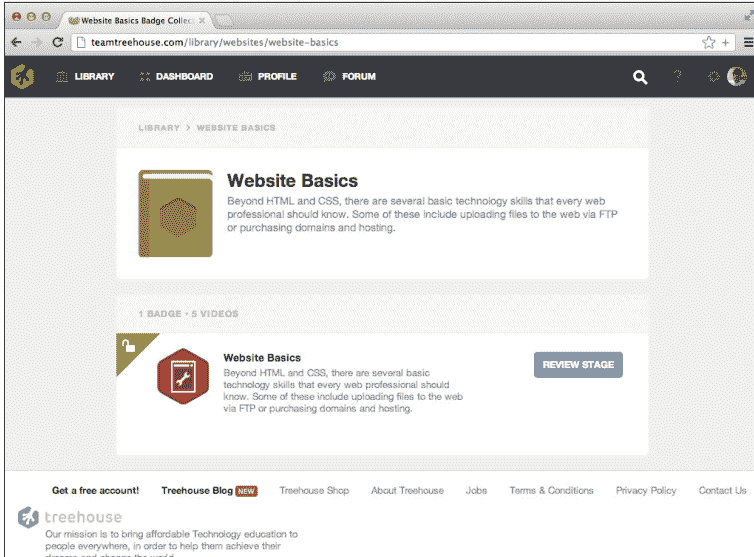 Website Basics Badge Collec
teamtreehouse.com/library/websites/website-basics
LIBRARY
DASHBOARD
PROFILE
FORUM
?
LIBRARY > WEBSITE BASICS
Website Basics
Beyond HTML and CSS, there are several basic technology skills that every web
professional should know. Some of these include uploading files to the web via FTP
or purchasing domains and hosting.
1 BADGE • 5 VIDEOS
Website Basics
Beyond HTML and CSS, there are several basic
technology skills that every web professional should
know. Some of these include uploading files to the web
via FTP or purchasing domains and hosting.
REVIEW STAGE
Get a free account!
Treehouse Blog NEW
Treehouse Shop
About Treehouse
Jobs
Terms & Conditions
Privacy Policy
Contact Us
treehouse
Our mission is to bring affordable Technology education to
people everywhere, in order to help them achieve their
dreams and change the world.